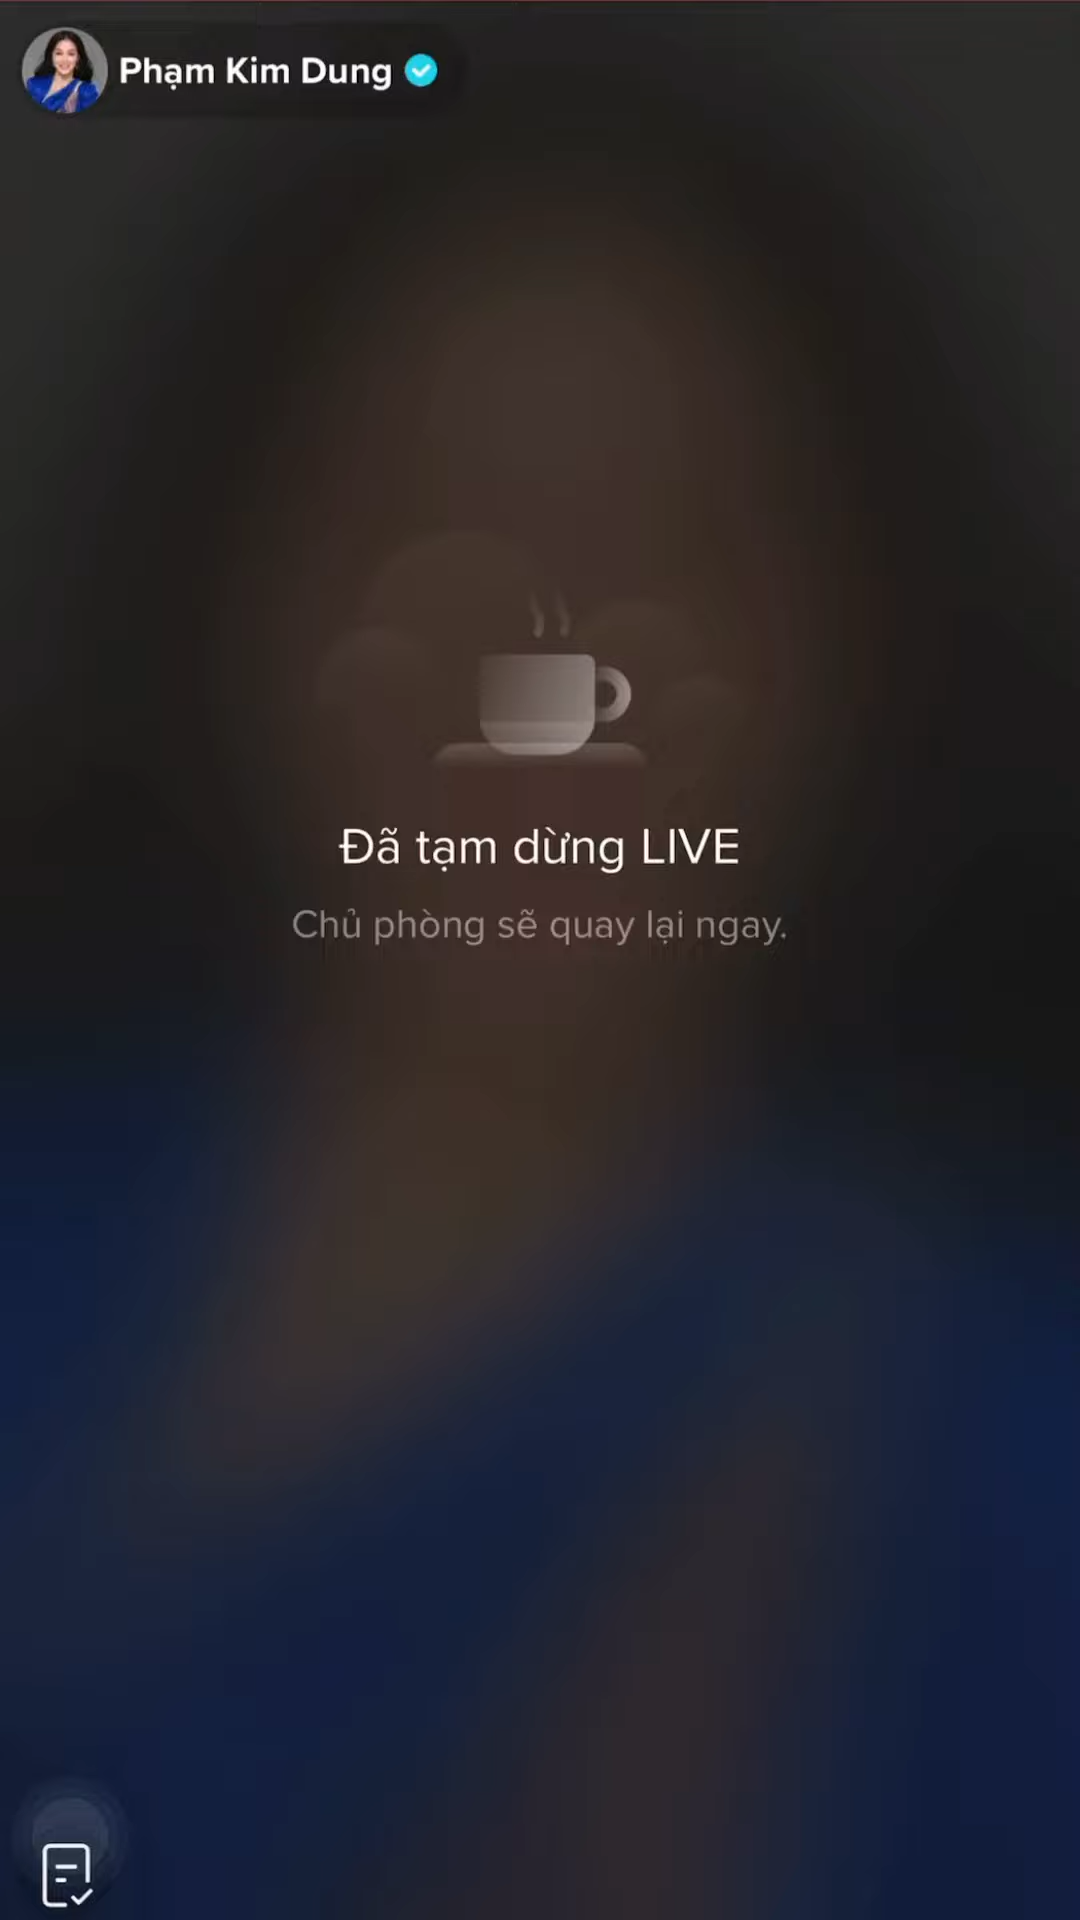 Phạm Kim Dung
Đã tạm dừng LIVE
Chủ phòng sẽ quay lại ngay.